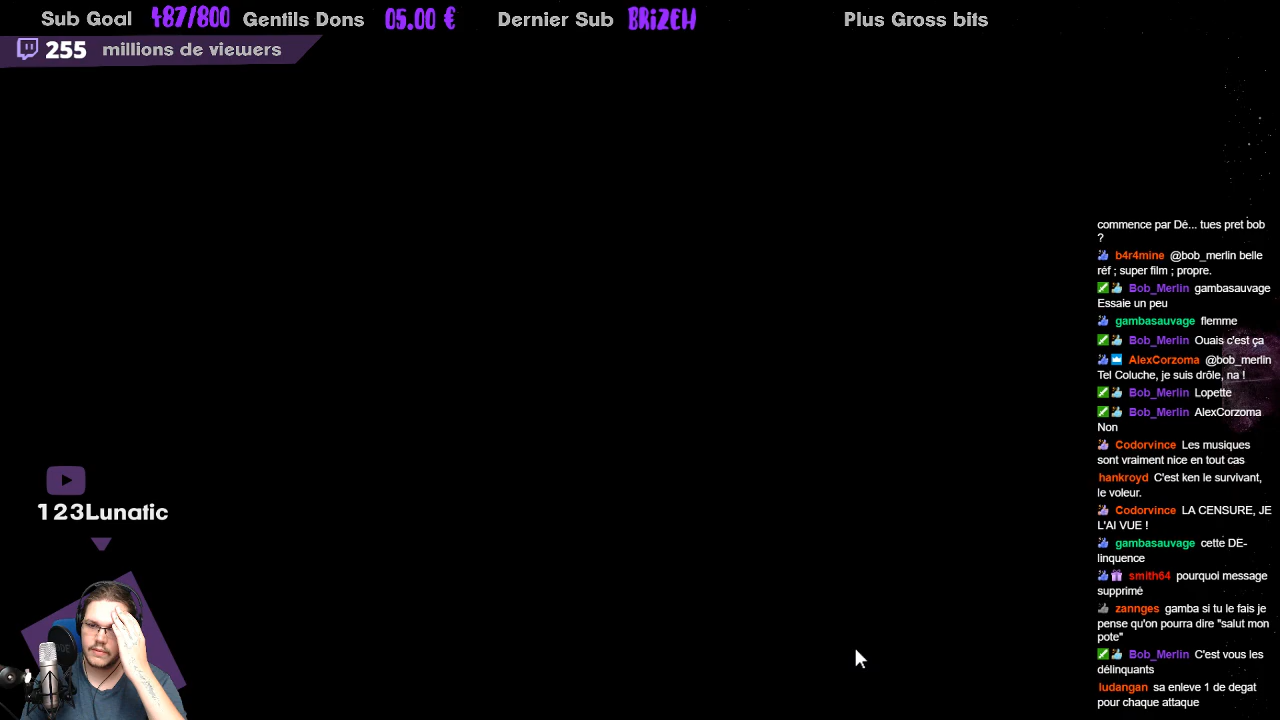 Sub Goal 487/800 Gentils Dons 05.00 € Dernier Sub BRiZEH Plus Gross bits
255 millions de viewers
commence par Dé... tues pret bob
?
b4r4mine @bob_merlin belle
réf ; super film ; propre.
Bob_Merlin gambasauvage
Essaie un peu
gambasauvage flemme
Bob_Merlin Ouais c'est ça
AlexCorzoma @bob_merlin
Tel Coluche, je suis drôle, na !
Bob_Merlin Lopette
Bob_Merlin AlexCorzoma
Non
Codorvince Les musiques
sont vraiment nice en tout cas
hankroyd C'est ken le survivant,
le voleur.
Codorvince LA CENSURE, JE
L'AI VUE !
gambasauvage cette DE-
linquence
smith64 pourquoi message
supprimé
zannges gamba si tu le fais je
pense qu'on pourra dire "salut mon
pote"
Bob_Merlin C'est vous les
délinquants
ludangan sa enleve 1 de degat
pour chaque attaque
123Lunatic